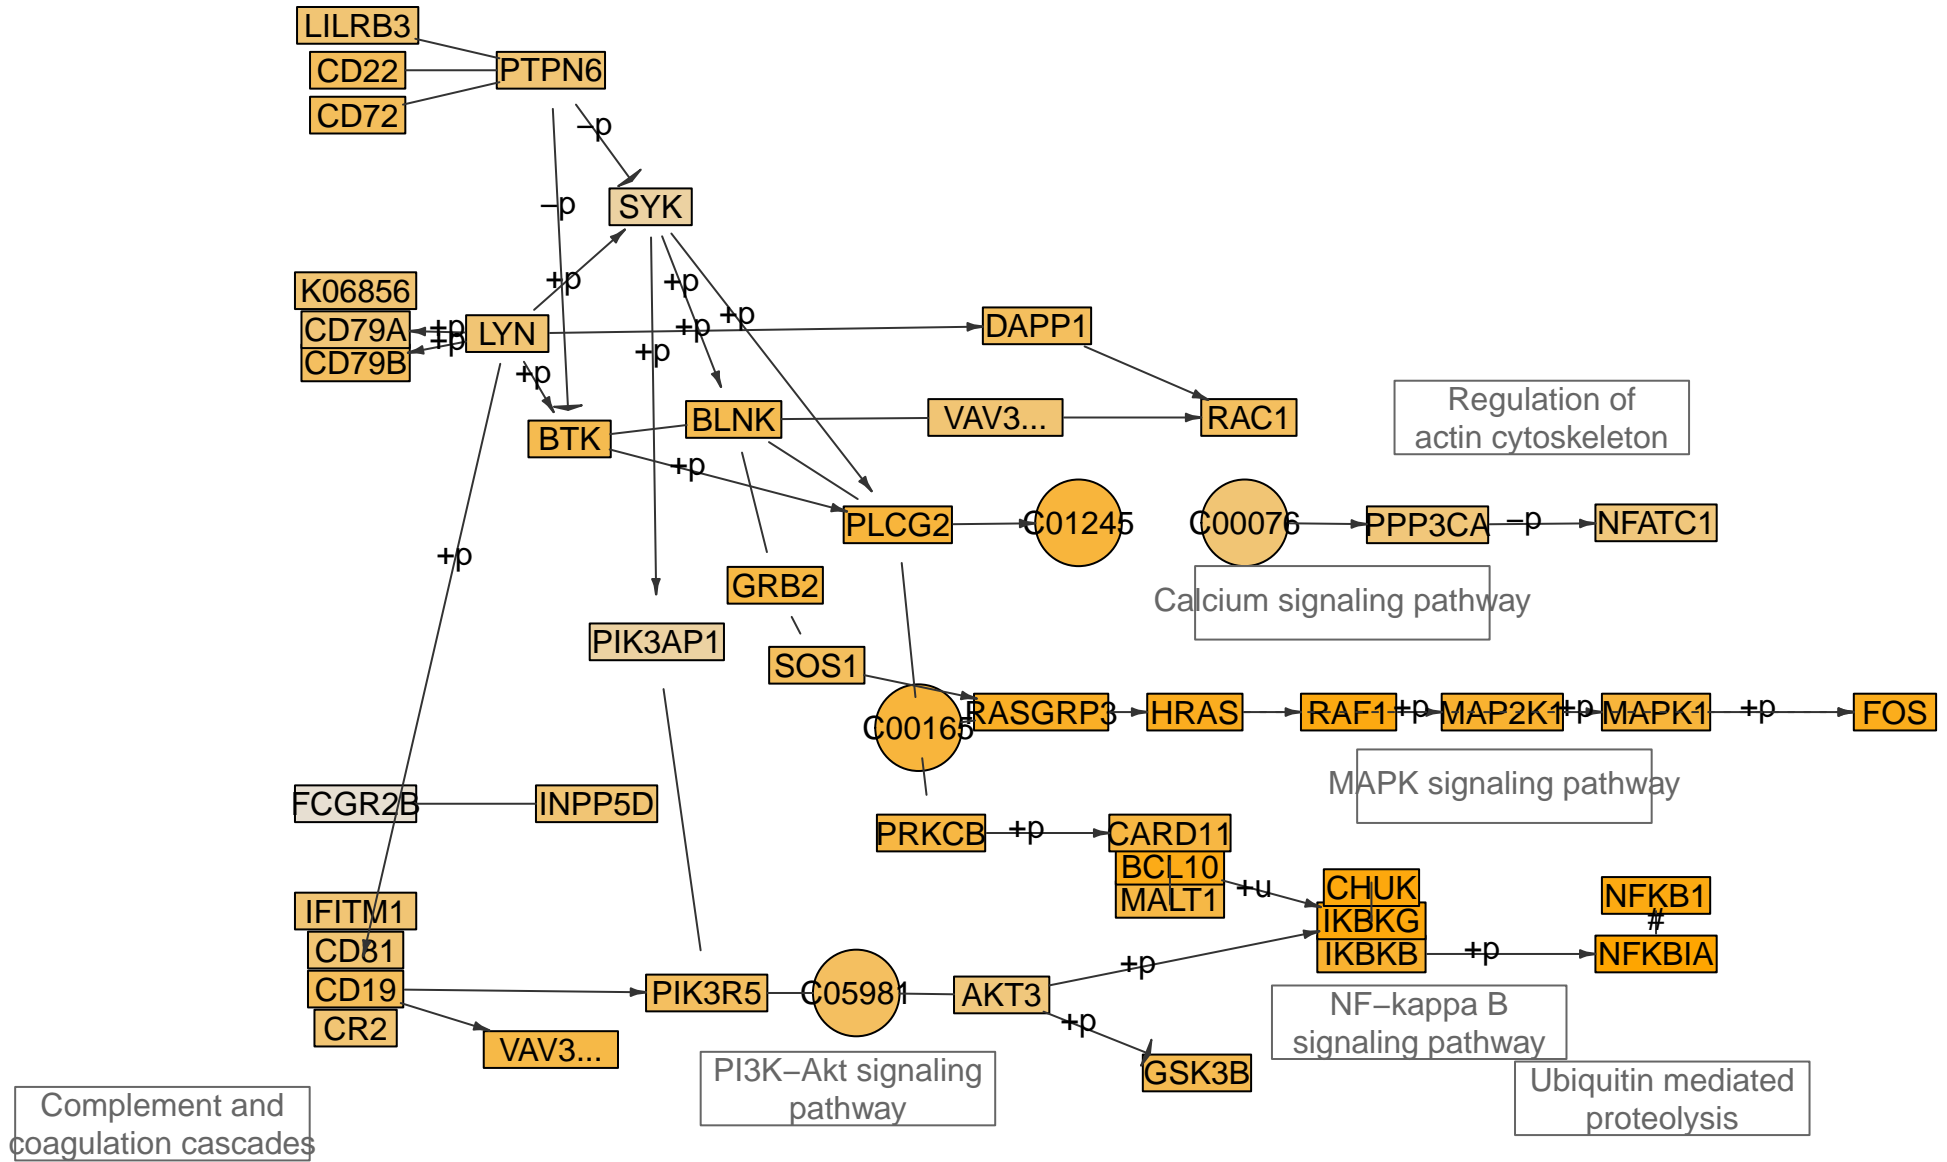 LILRB3
CD22
CD72
PTPN6
−p
−p
SYK
+p
+p
+p
+p
+p
K06856
CD79A
CD79B
+p
+p
LYN
+p
DAPP1
BTK
BLNK
VAV3...
RAC1
Regulation of
actin cytoskeleton
+p
+p
PLCG2
C01245
C00076
PPP3CA
−p
NFATC1
Calcium signaling pathway
GRB2
PIK3AP1
SOS1
C00165
RASGRP3
HRAS
RAF1
+p
MAP2K1
+p
MAPK1
+p
FOS
MAPK signaling pathway
FCGR2B
INPP5D
PRKCB
+p
CARD11
BCL10
MALT1
+u
CHUK
IKBKG
IKBKB
+p
NFKB1
#
NFKBIA
IFITM1
CD81
CD19
CR2
VAV3...
PIK3R5
C05981
AKT3
+p
+p
GSK3B
NF−kappa B
signaling pathway
PI3K−Akt signaling
pathway
Ubiquitin mediated
proteolysis
Complement and
coagulation cascades